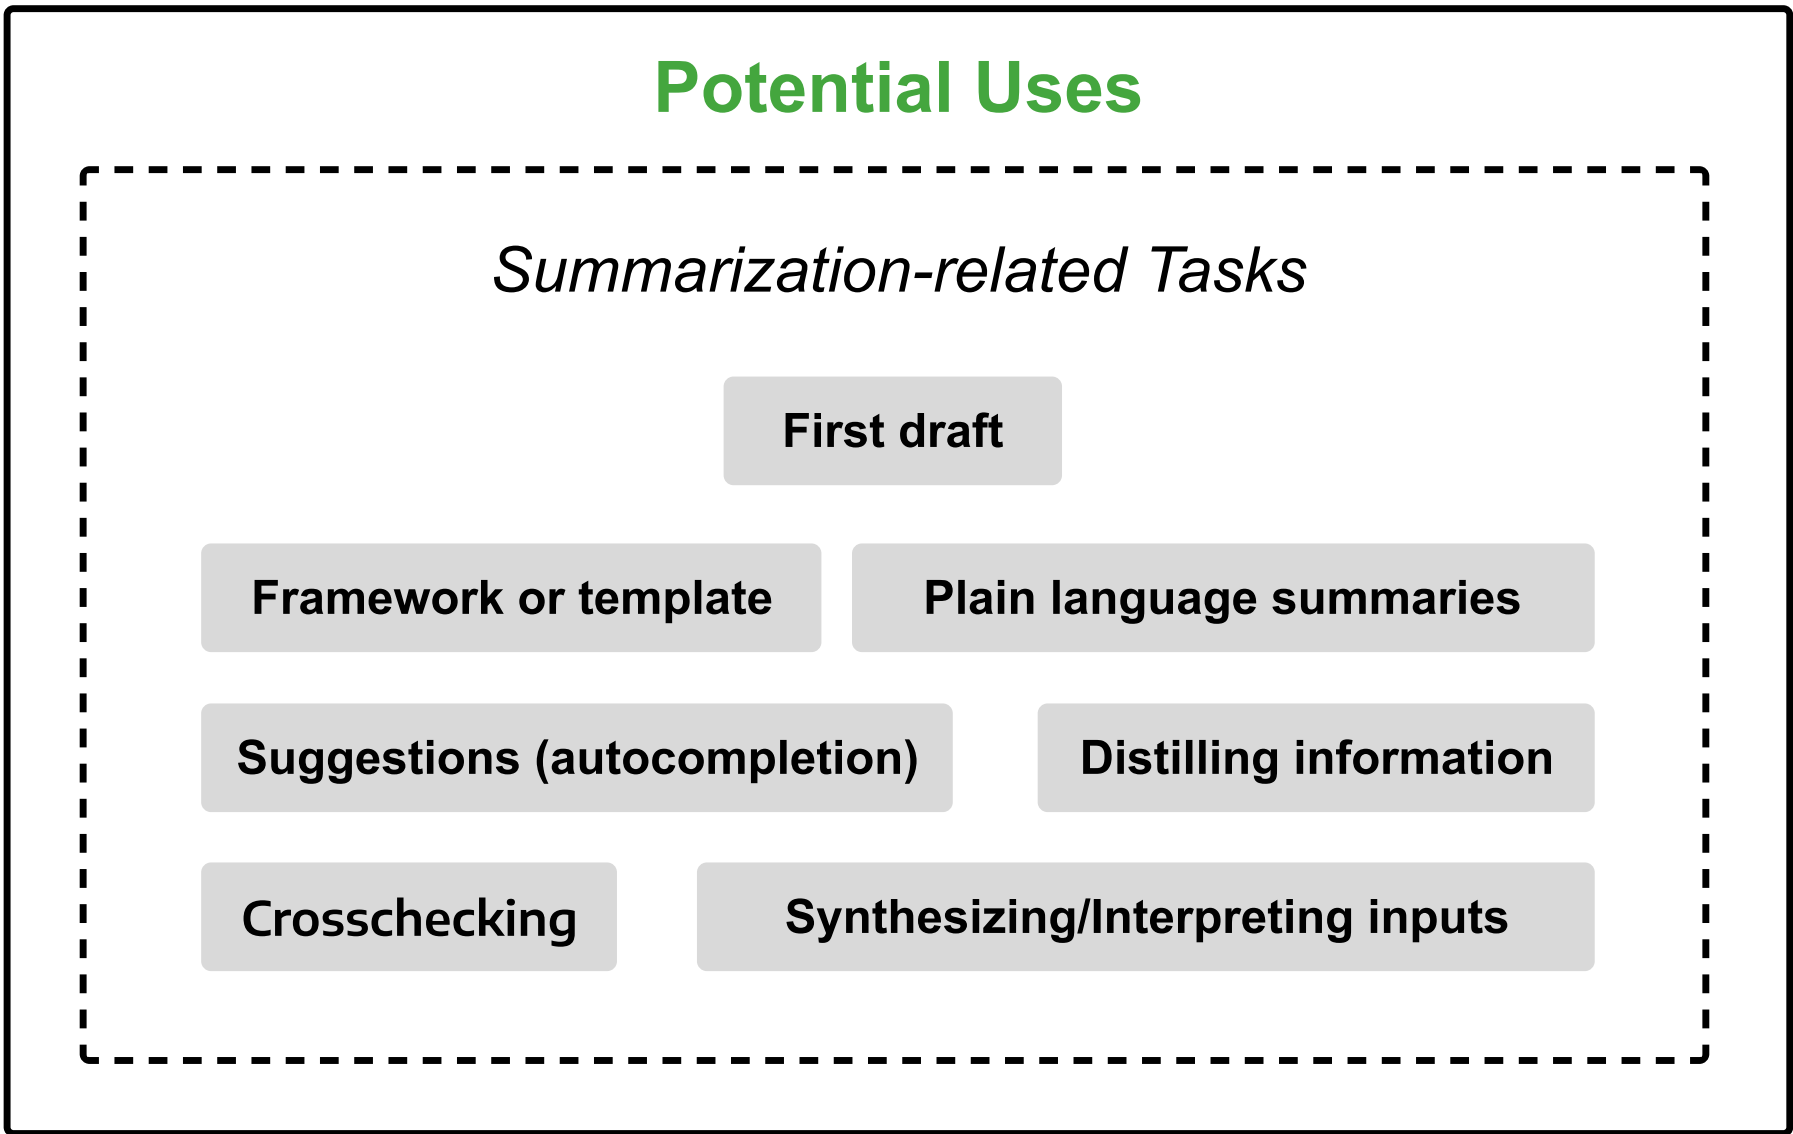 Potential Uses
Summarization-related Tasks
First draft
Framework or template
Plain language summaries
Suggestions (autocompletion)
Distilling information
Crosschecking
Synthesizing/Interpreting inputs